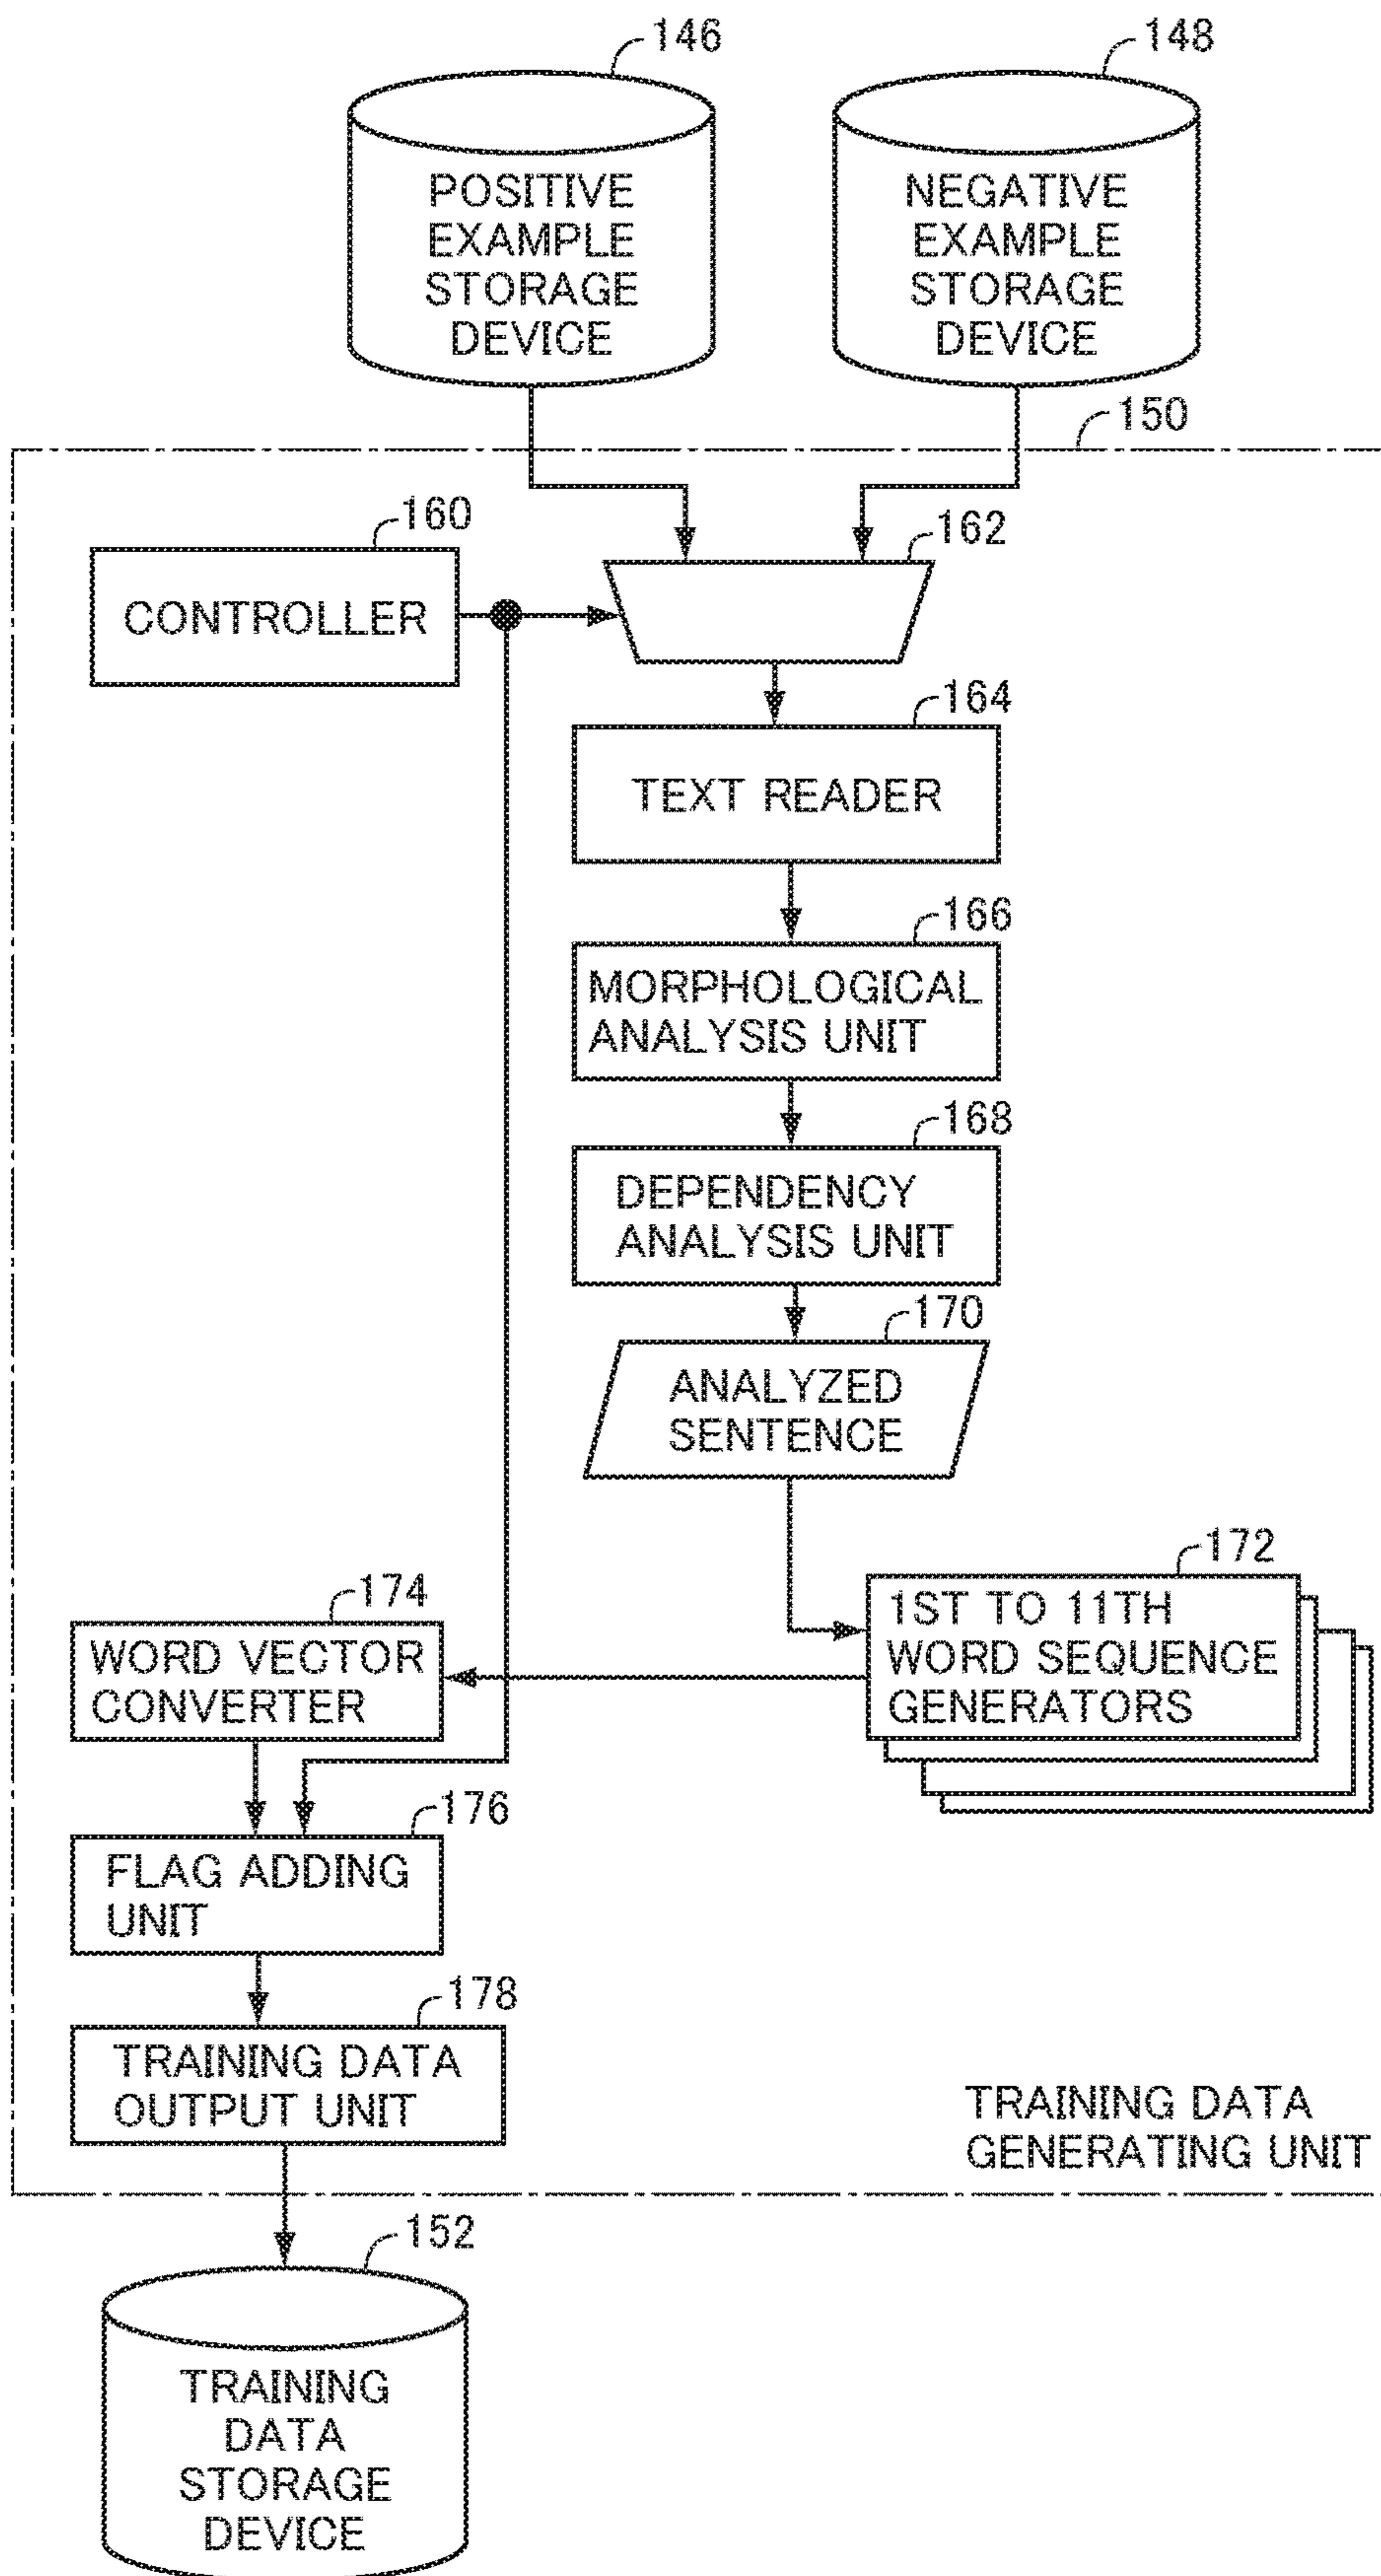 146
148
POSITIVE
EXAMPLE
STORAGE
DEVICE
NEGATIVE
EXAMPLE
STORAGE
DEVICE
150
160
CONTROLLER
162
164
TEXT READER
166
MORPHOLOGICAL
ANALYSIS UNIT
168
DEPENDENCY
ANALYSIS UNIT
170
ANALYZED
SENTENCE
172
1ST TO 11TH
WORD SEQUENCE
GENERATORS
174
WORD VECTOR
CONVERTER
176
FLAG ADDING
UNIT
178
TRAINING DATA
OUTPUT UNIT
TRAINING DATA
GENERATING UNIT
152
TRAINING
DATA
STORAGE
DEVICE